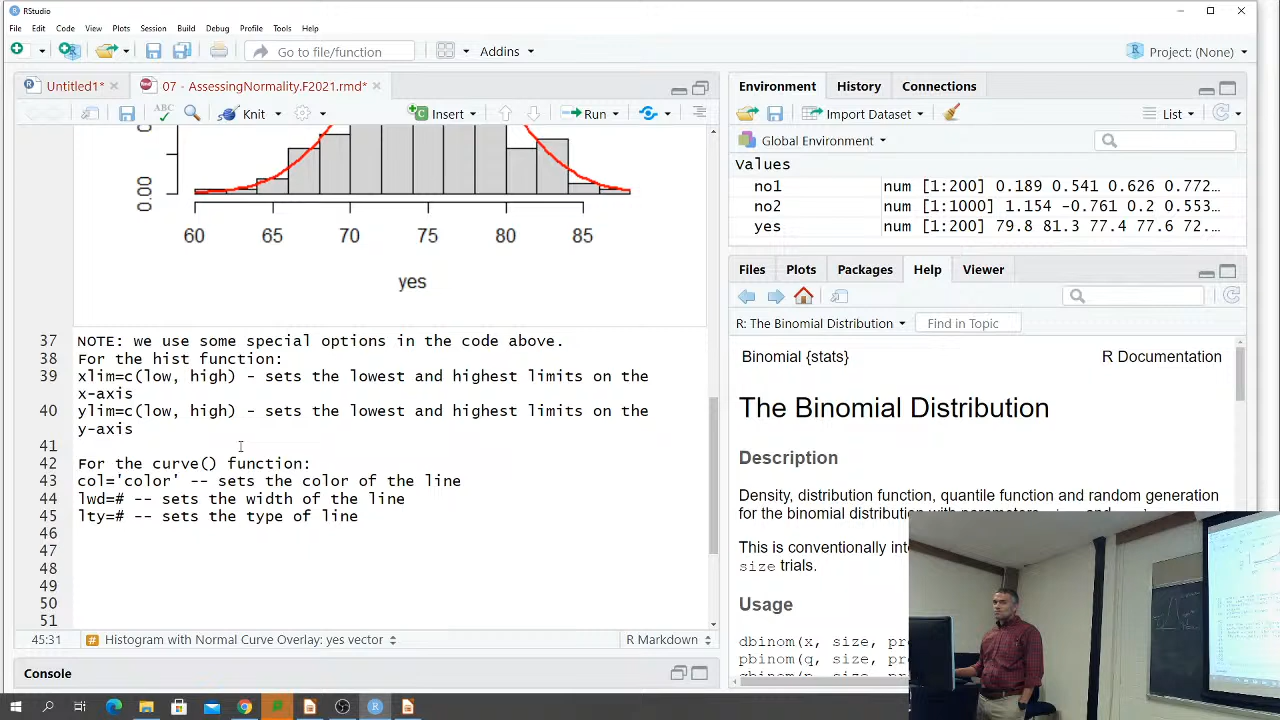 RStudio
File Edit Code View Plots Session Build Debug Profile Tools Help
Go to file/function
Addins
Project: (None)
Untitled1*
07 - AssessingNormality.F2021.rmd*
ABC
Knit
Insert
Run
0.00
60 65 70 75 80 85
yes
37 NOTE: we use some special options in the code above.
38 For the hist function:
39 xlim=c(low, high) - sets the lowest and highest limits on the
x-axis
40 ylim=c(low, high) - sets the lowest and highest limits on the
y-axis
41
42 For the curve() function:
43 col='color' -- sets the color of the line
44 lwd=# -- sets the width of the line
45 lty=# -- sets the type of line
46
47
48
49
50
51
45:31 # Histogram with Normal Curve Overlay: yes vector R Markdown
Console
Environment History Connections
Import Dataset List
Global Environment
Values
no1 num [1:200] 0.189 0.541 0.626 0.772…
no2 num [1:1000] 1.154 -0.761 0.2 0.553…
yes num [1:200] 79.8 81.3 77.4 77.6 72.…
Files Plots Packages Help Viewer
R: The Binomial Distribution
Find in Topic
Binomial {stats} R Documentation
The Binomial Distribution
Description
Density, distribution function, quantile function and random generation
for the binomial distribution with parameters
This is conventionally
size trials.
Usage
dbinom(x, size,
pbinom(q, size,